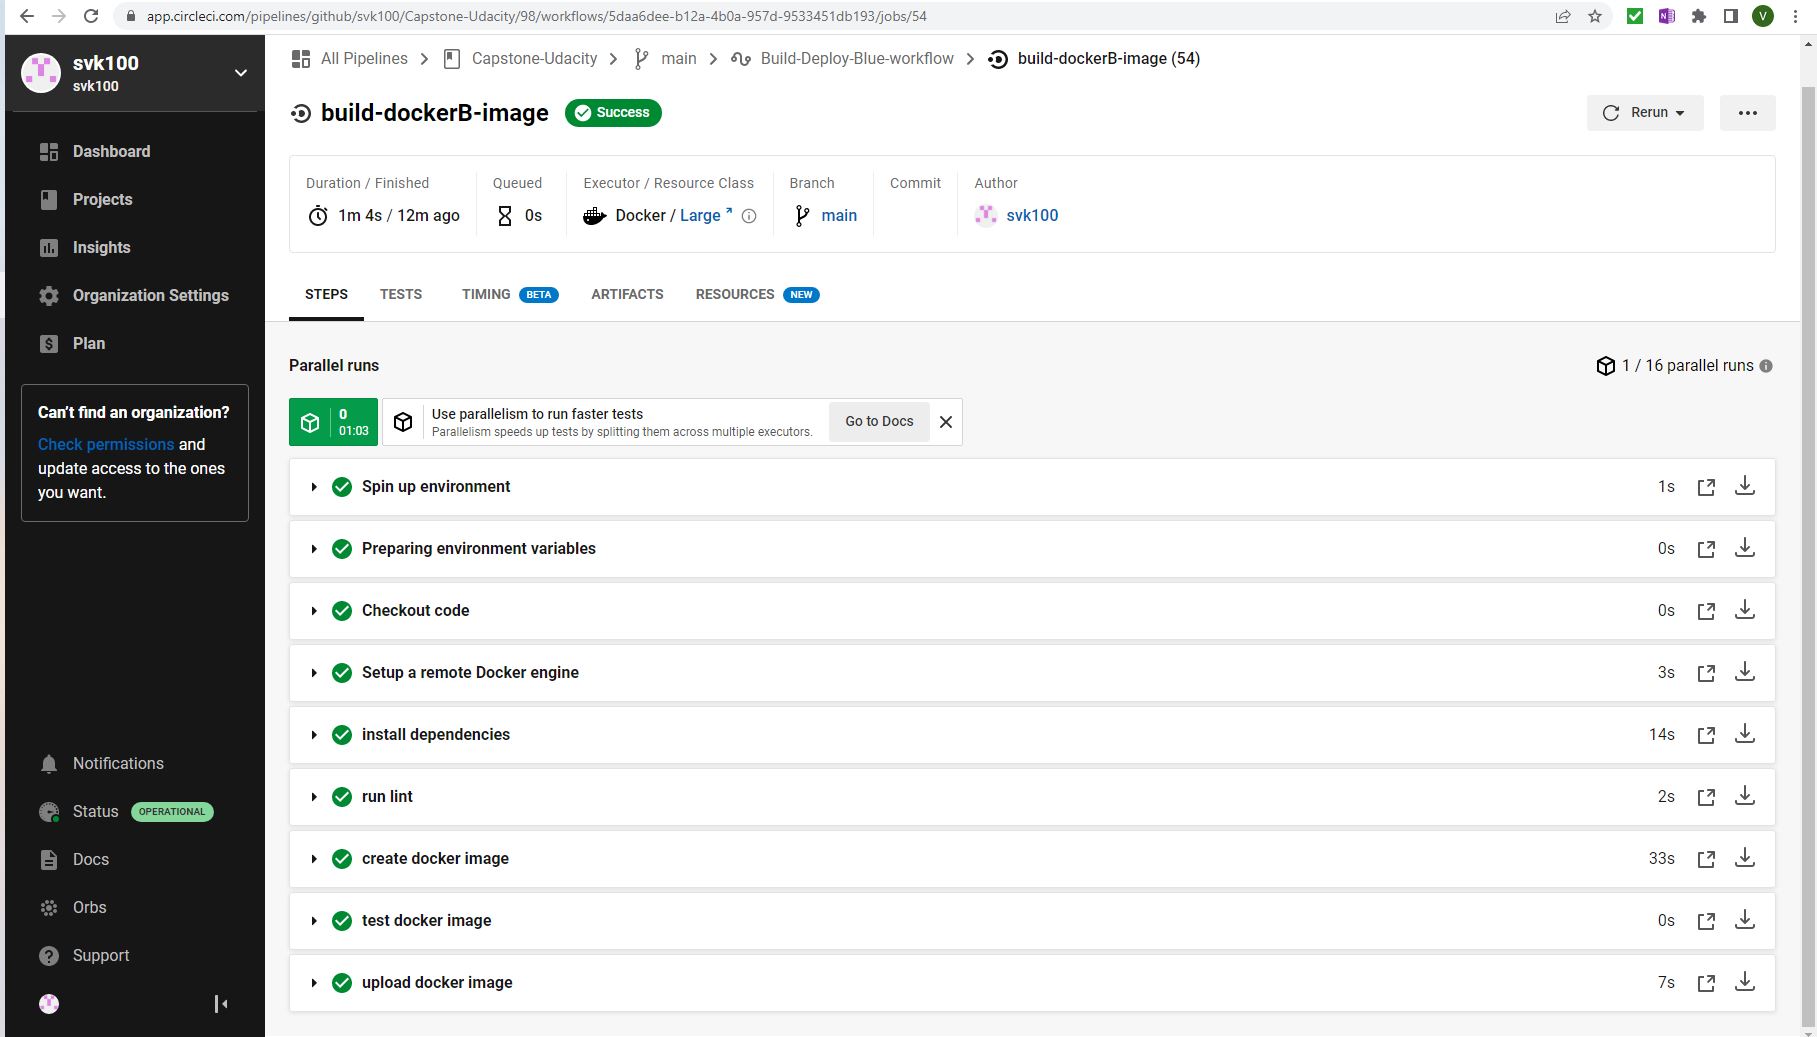 app.circleci.com/pipelines/github/svk100/Capstone-Udacity/98/workflows/5daa6dee-b12a-4b0a-957d-9533451db193/jobs/54
V
svk100
svk100
Dashboard
Projects
Insights
Organization Settings
Plan
Can't find an organization?
Check permissions and
update access to the ones
you want.
Notifications
Status OPERATIONAL
Docs
Orbs
Support
All Pipelines
Capstone-Udacity
main
Build-Deploy-Blue-workflow
build-dockerB-image (54)
build-dockerB-image
Success
Rerun
Duration / Finished
1m 4s / 12m ago
Queued
0s
Executor / Resource Class
Docker / Large
Branch
main
Commit
Author
svk100
STEPS
TESTS
TIMING BETA
ARTIFACTS
RESOURCES NEW
Parallel runs
1 / 16 parallel runs
0
01:03
Use parallelism to run faster tests
Parallelism speeds up tests by splitting them across multiple executors.
Go to Docs
Spin up environment 1s
Preparing environment variables 0s
Checkout code 0s
Setup a remote Docker engine 3s
install dependencies 14s
run lint 2s
create docker image 33s
test docker image 0s
upload docker image 7s